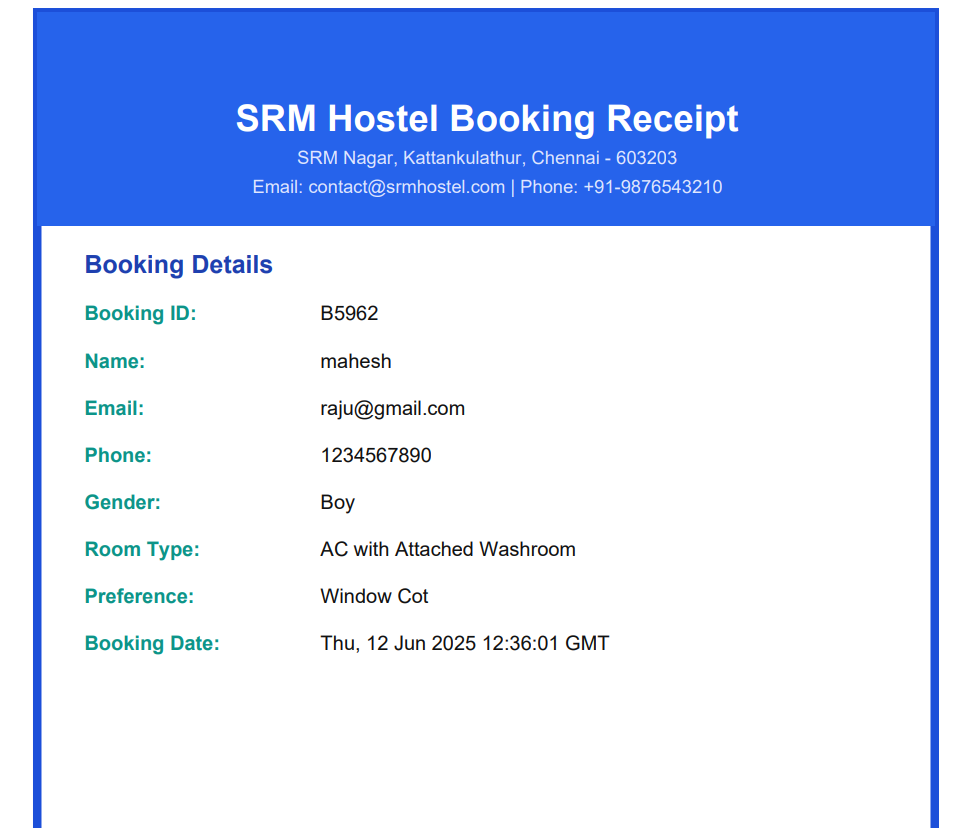 SRM Hostel Booking Receipt
SRM Nagar, Kattankulathur, Chennai - 603203
Email: contact@srmhostel.com | Phone: +91-9876543210
Booking Details
Booking ID: B5962
Name: mahesh
Email: raju@gmail.com
Phone: 1234567890
Gender: Boy
Room Type: AC with Attached Washroom
Preference: Window Cot
Booking Date: Thu, 12 Jun 2025 12:36:01 GMT